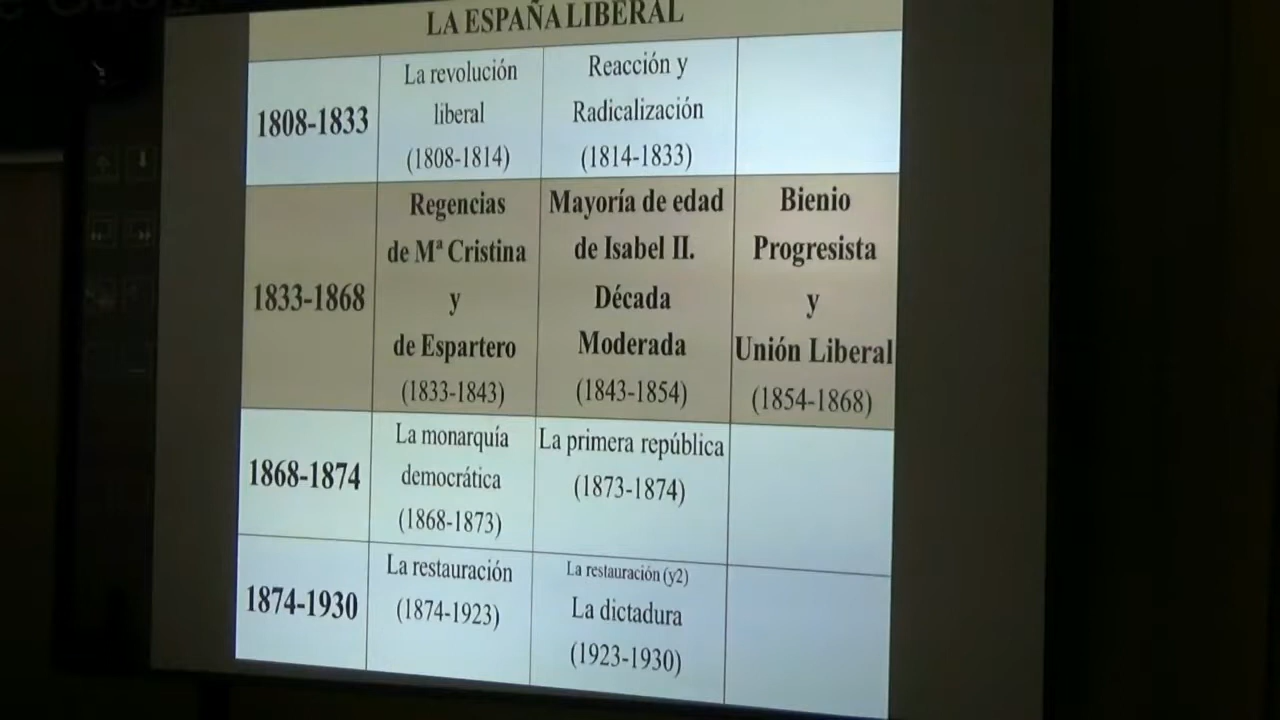 LA ESPAÑA LIBERAL
1808-1833
La revolución
liberal
(1808-1814)
Reacción y
Radicalización
(1814-1833)
1833-1868
Regencias
de Mª Cristina
y
de Espartero
(1833-1843)
Mayoría de edad
de Isabel II.
Década
Moderada
(1843-1854)
Bienio
Progresista
y
Unión Liberal
(1854-1868)
1868-1874
La monarquía
democrática
(1868-1873)
La primera república
(1873-1874)
1874-1930
La restauración
(1874-1923)
La restauración (y2)
La dictadura
(1923-1930)